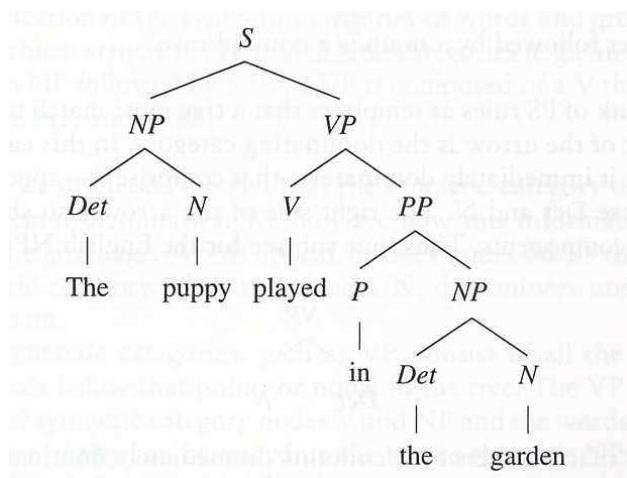 S
NP VP
Det N V PP
The puppy played P NP
in Det N
the garden